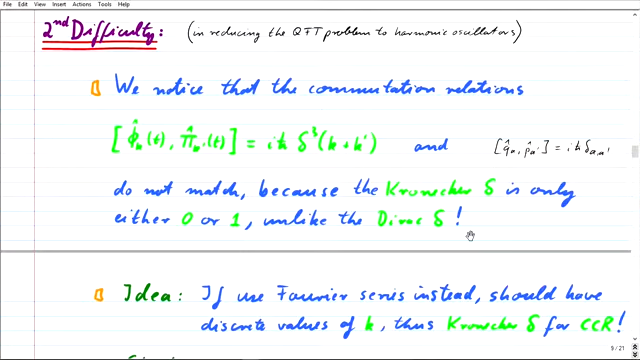 File Edit View Insert Actions Tools Help
2nd Difficulty: (in reducing the QFT problem to harmonic oscillators)
We notice that the commutation relations
[ϕ̂ₖ(t), π̂ₖ'(t)] = iħ δ³(k+k') and [q̂ₐ, p̂ₐ'] = iħ δₐ,ₐ'
do not match, because the Kronecker δ is only
either 0 or 1, unlike the Dirac δ!
Idea: If use Fourier series instead, should have
discrete values of k, thus Kronecker δ for CCR!
9 / 21